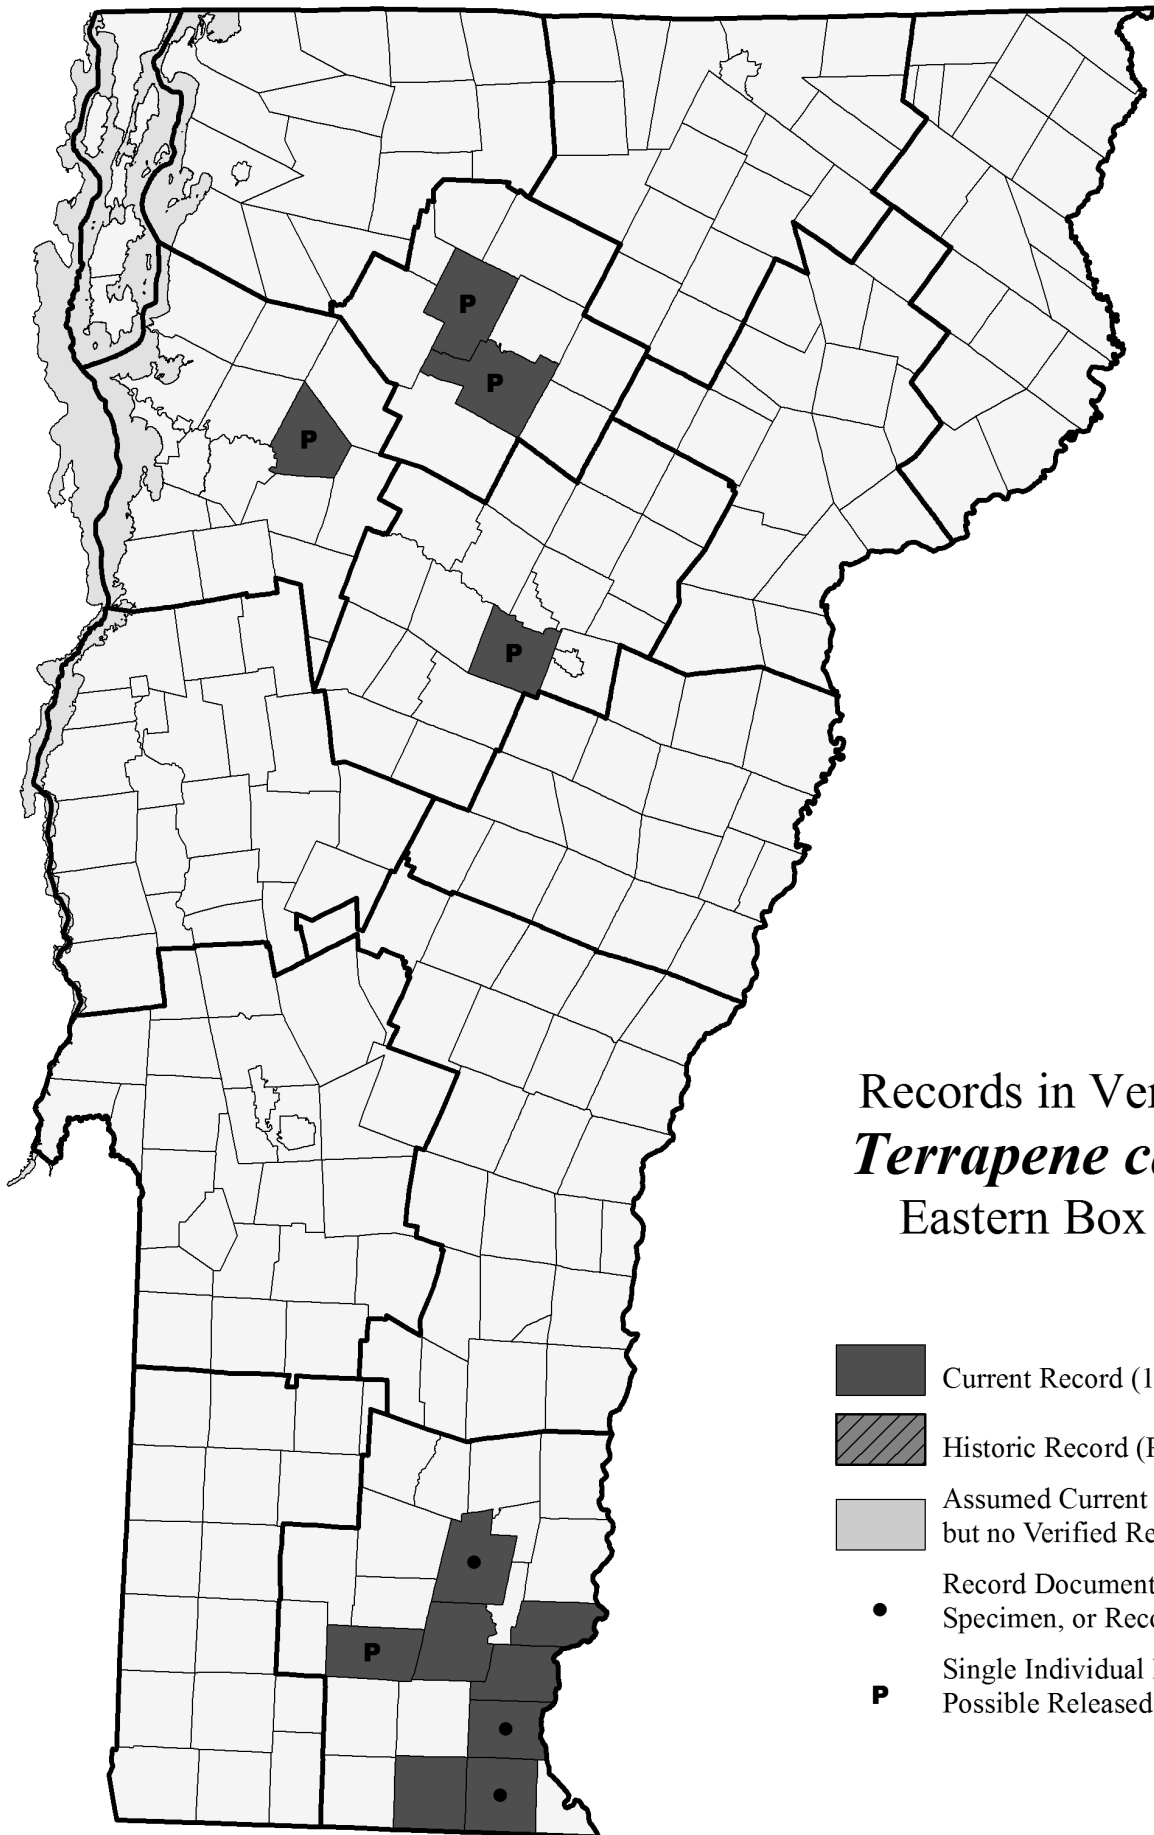 P
P
P
P
Records in Ver
Terrapene c
Eastern Box
Current Record (1
Historic Record (P
Assumed Current
but no Verified Re
Record Document
Specimen, or Reco
P
Single Individual
Possible Released
P